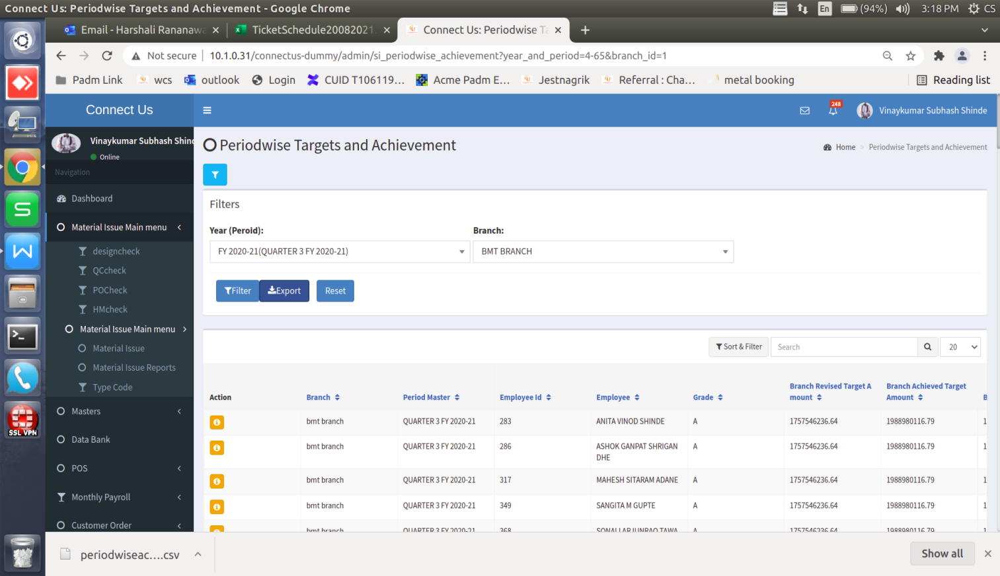 Connect Us: Periodwise Targets and Achievement - Google Chrome
En (94%) 3:18 PM CS
Email - Harshali Rananawa
TicketSchedule20082021.
Connect Us: Periodwise Ta
Not secure 10.1.0.31/connectus-dummy/admin/si_periodwise_achievement?year_and_period=4-65&branch_id=1
Padm Link wcs outlook Login CUID T106119... Acme Padm E... Jestnagrik Referral : Cha... metal booking Reading list
Connect Us
248
Vinaykumar Subhash Shinde
Vinaykumar Subhash Shind
Online
Navigation
Dashboard
Material Issue Main menu
designcheck
QCcheck
POCheck
HMcheck
Material Issue Main menu
Material Issue
Material Issue Reports
Type Code
Masters
Data Bank
POS
Monthly Payroll
Customer Order
Periodwise Targets and Achievement
Home > Periodwise Targets and Achievement
Filters
Year (Peroid): Branch:
FY 2020-21(QUARTER 3 FY 2020-21) BMT BRANCH
Filter Export Reset
Sort & Filter Search 20
Action Branch Period Master Employee Id Employee Grade Branch Revised Target A
mount Branch Achieved Target
Amount B
bmt branch QUARTER 3 FY 2020-21 283 ANITA VINOD SHINDE A 1757546236.64 1988980116.79 1
bmt branch QUARTER 3 FY 2020-21 286 ASHOK GANPAT SHRIGAN
DHE A 1757546236.64 1988980116.79 1
bmt branch QUARTER 3 FY 2020-21 317 MAHESH SITARAM ADANE A 1757546236.64 1988980116.79 1
bmt branch QUARTER 3 FY 2020-21 349 SANGITA M GUPTE A 1757546236.64 1988980116.79 1
bmt branch QUARTER 3 FY 2020-21 368 A 1757546236.64 1988980116.79 1
periodwiseac....csv
Show all
SSL VPN